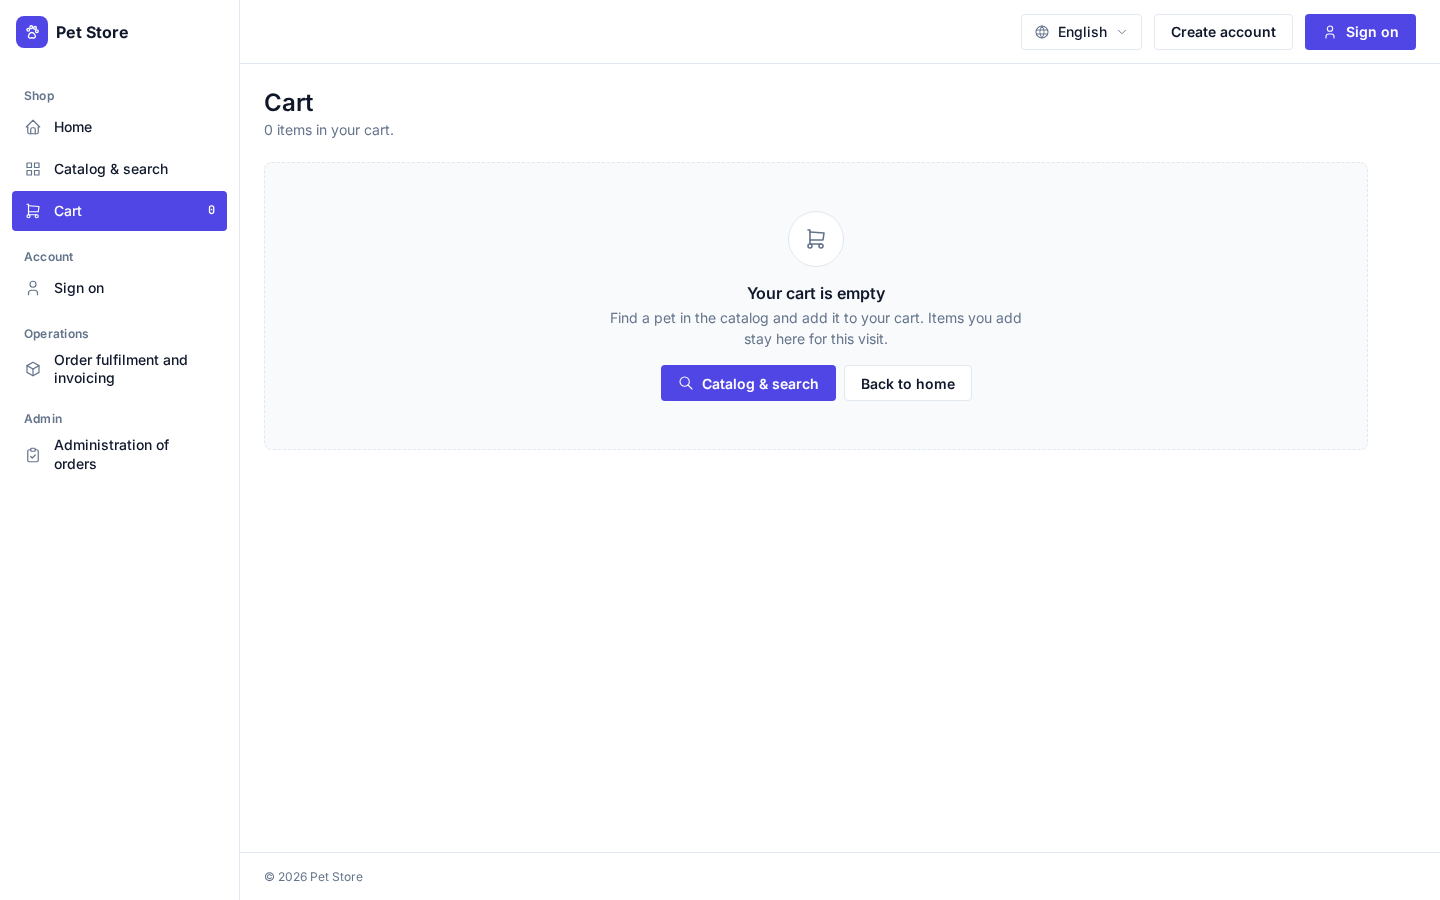 Pet Store
English
Create account
Sign on
Shop
Home
Catalog & search
Cart 0
Account
Sign on
Operations
Order fulfilment and
invoicing
Admin
Administration of
orders
Cart
0 items in your cart.
Your cart is empty
Find a pet in the catalog and add it to your cart. Items you add
stay here for this visit.
Catalog & search
Back to home
© 2026 Pet Store